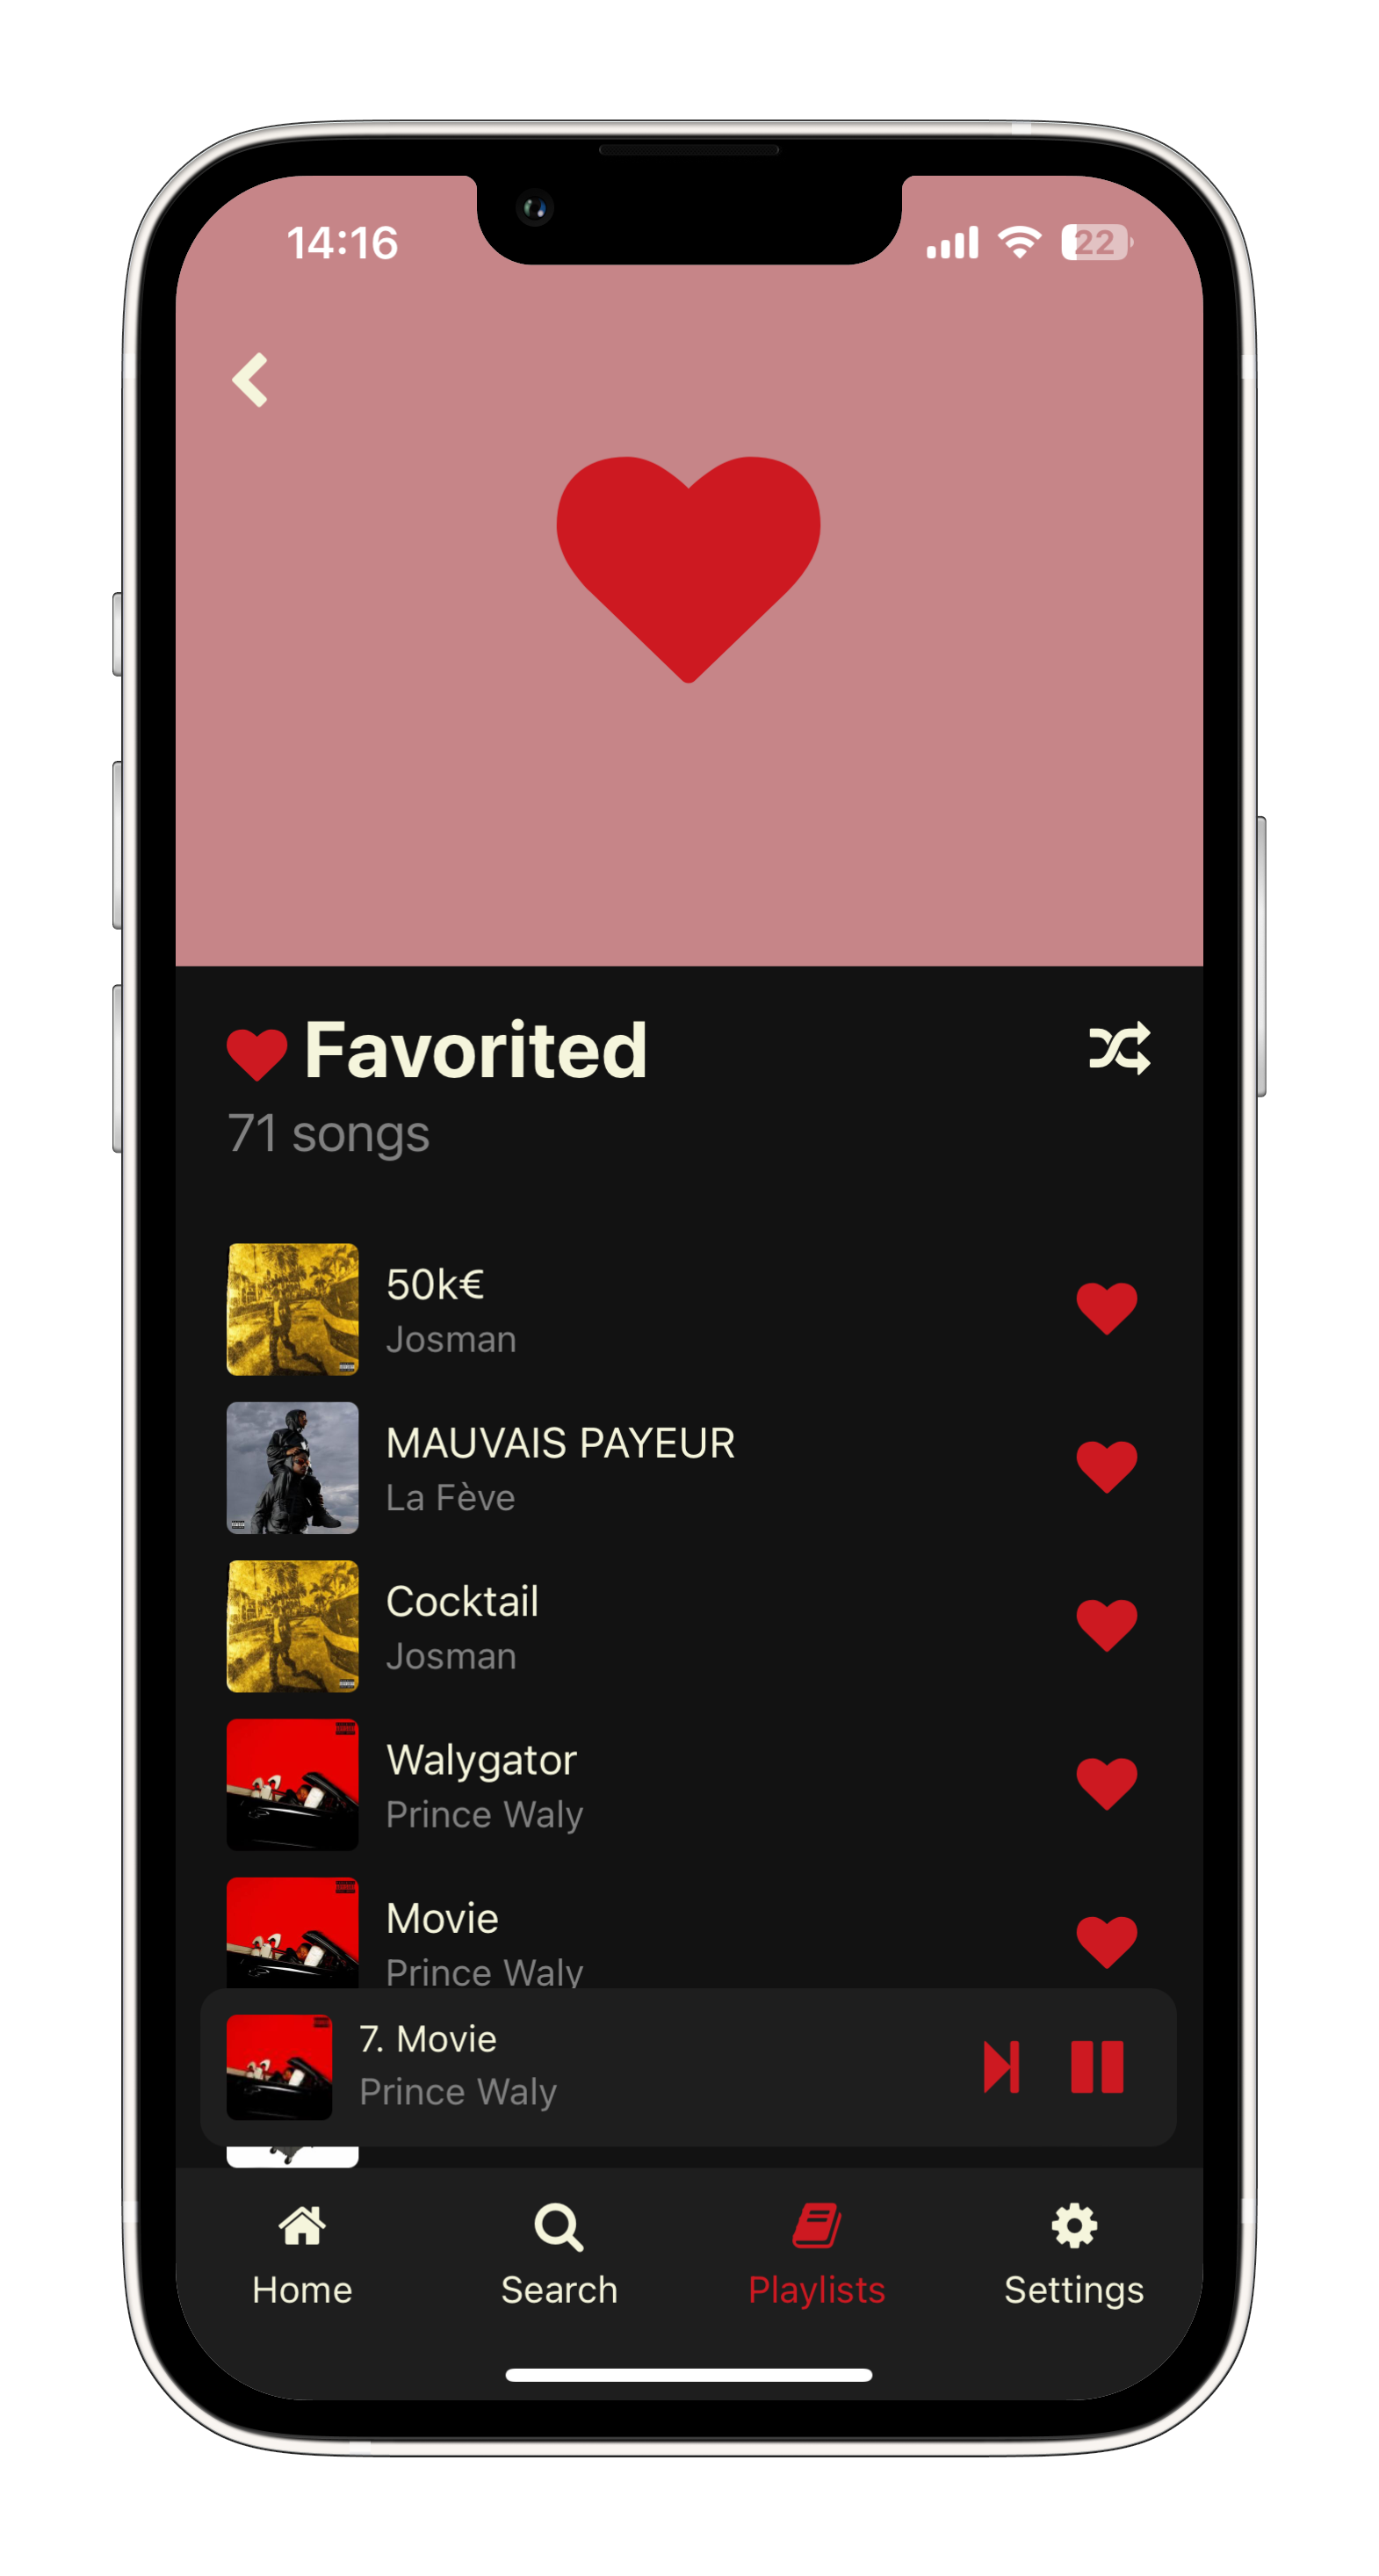 14:16
22
Favorited
71 songs
50k€
Josman
MAUVAIS PAYEUR
La Fève
Cocktail
Josman
Walygator
Prince Waly
Movie
Prince Waly
7. Movie
Prince Waly
Home
Search
Playlists
Settings